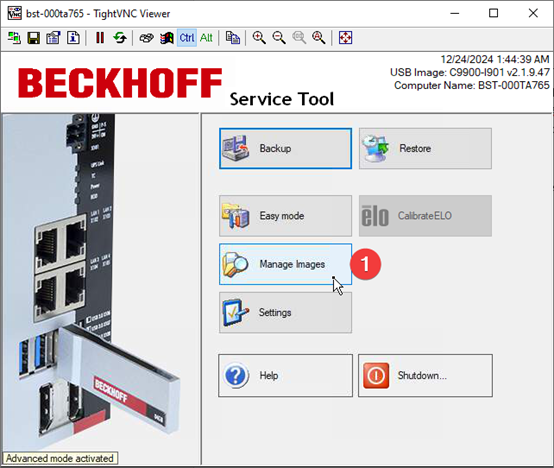 bst-000ta765 - TightVNC Viewer
Ctrl Alt
12/24/2024 1:44:39 AM
USB Image: C9900-I901 v2.1.9.47
Computer Name: BST-000TA765
BECKHOFF
Service Tool
Backup
Restore
Easy mode
elo CalibrateELO
Manage Images
1
Settings
Help
Shutdown...
BECKHOFF
Advanced mode activated